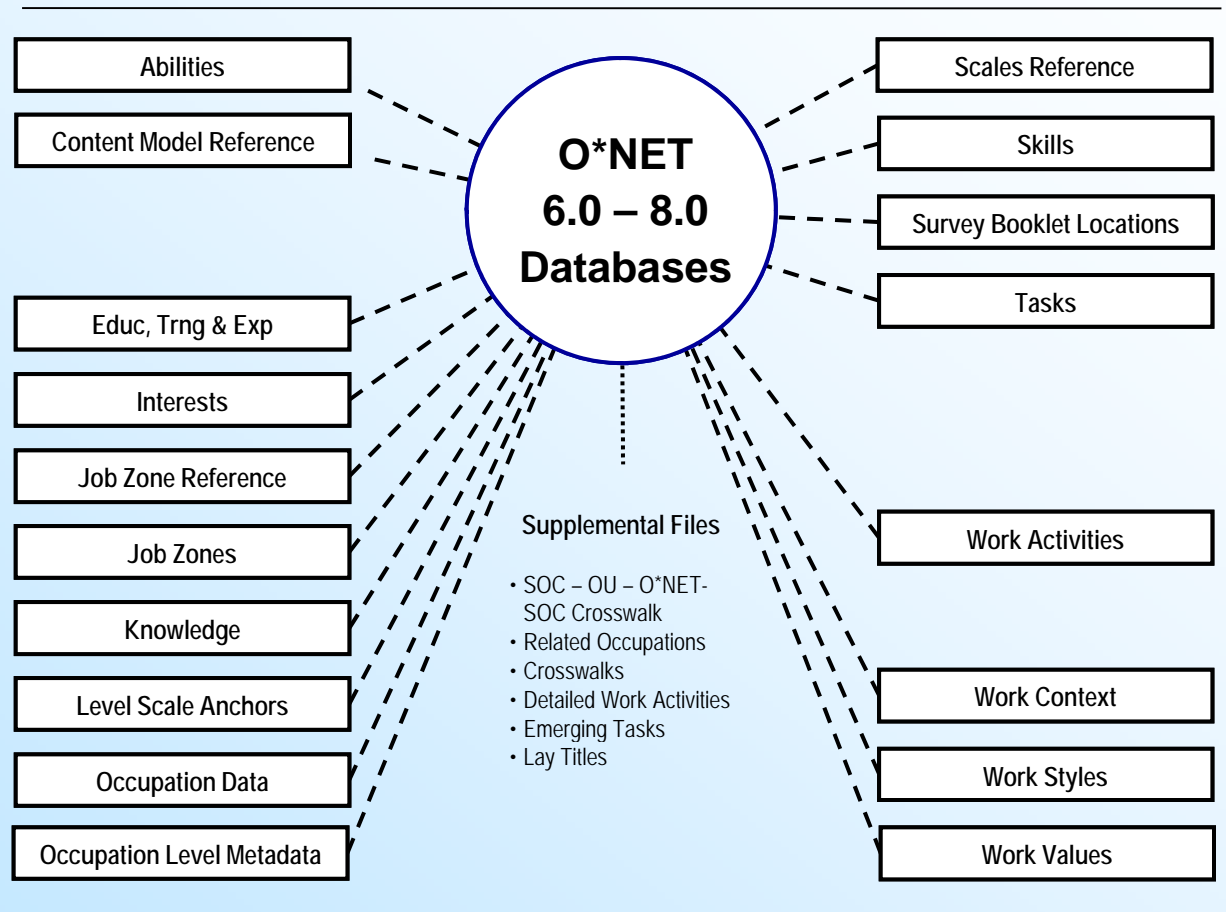 Abilities
Content Model Reference
Educ, Trng & Exp
Interests
Job Zone Reference
Job Zones
Knowledge
Level Scale Anchors
Occupation Data
Occupation Level Metadata
O*NET
6.0 – 8.0
Databases
Supplemental Files
• SOC – OU – O*NET-
SOC Crosswalk
• Related Occupations
• Crosswalks
• Detailed Work Activities
• Emerging Tasks
• Lay Titles
Scales Reference
Skills
Survey Booklet Locations
Tasks
Work Activities
Work Context
Work Styles
Work Values